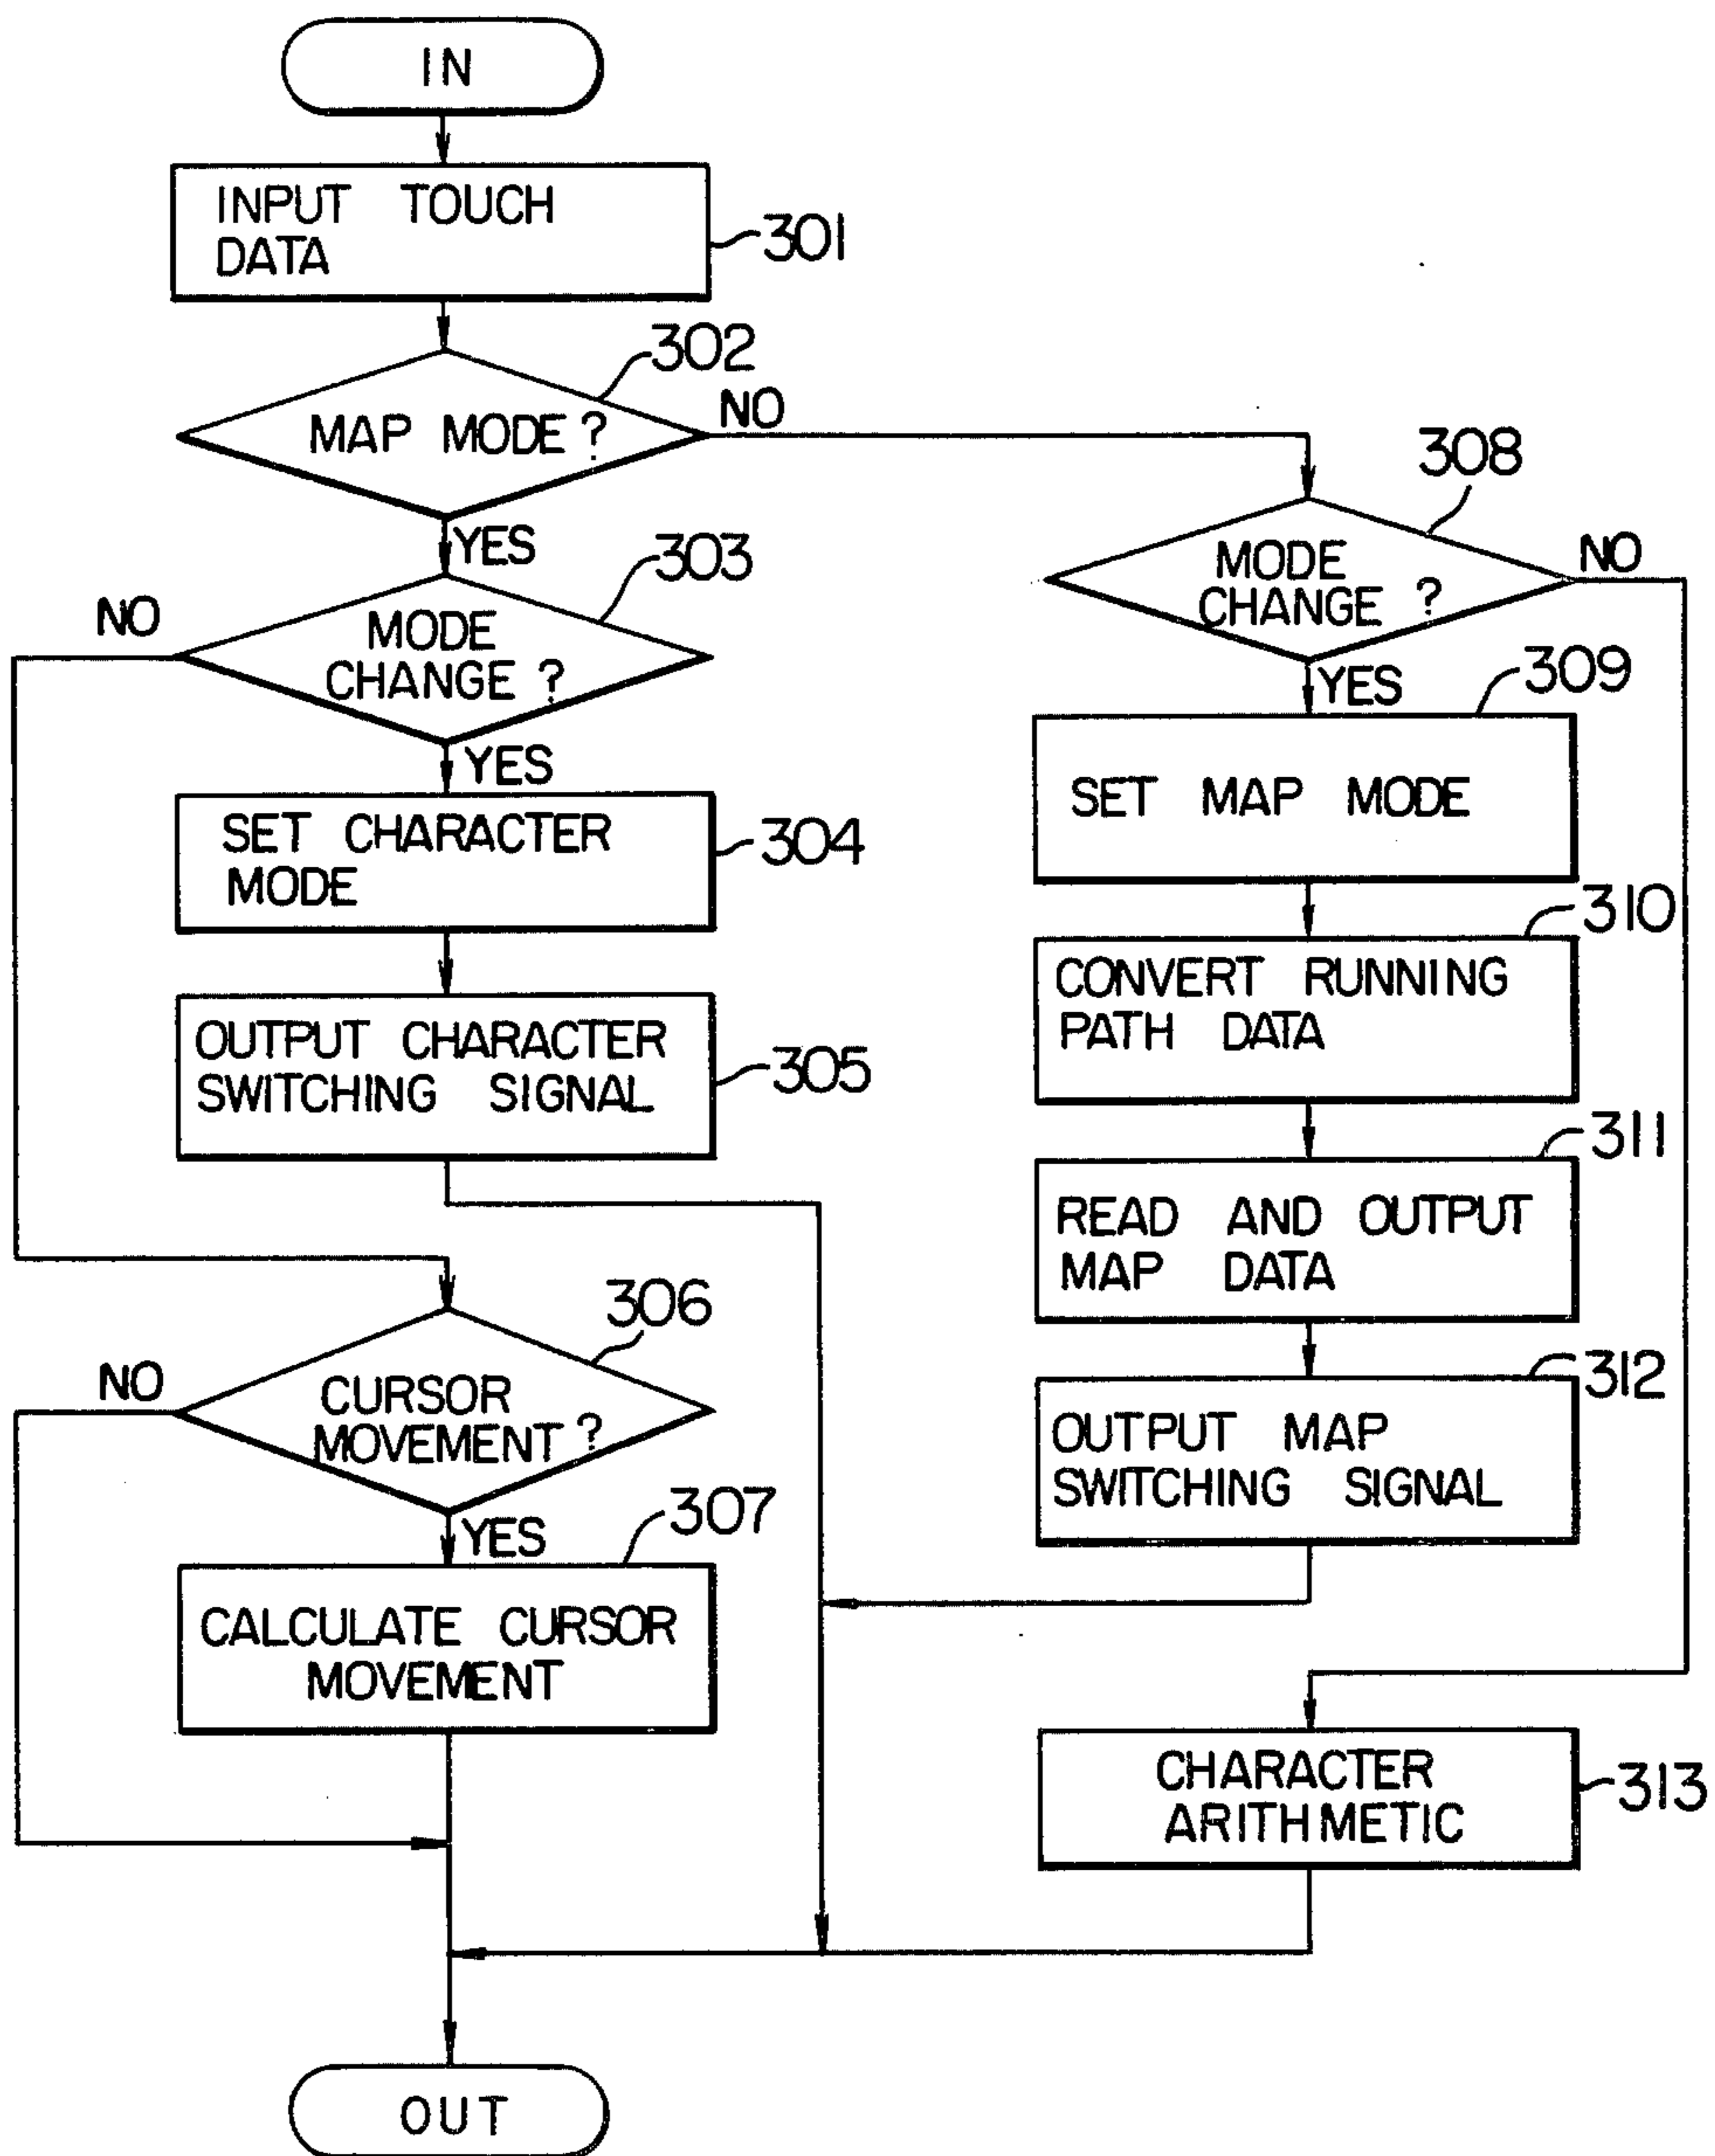 IN
INPUT TOUCH
DATA
301
302
MAP MODE?
NO
YES
303
MODE
CHANGE?
NO
YES
SET CHARACTER
MODE
304
OUTPUT CHARACTER
SWITCHING SIGNAL
305
306
CURSOR
MOVEMENT?
NO
YES
307
CALCULATE CURSOR
MOVEMENT
308
MODE
CHANGE?
NO
YES
309
SET MAP MODE
310
CONVERT RUNNING
PATH DATA
311
READ AND OUTPUT
MAP DATA
312
OUTPUT MAP
SWITCHING SIGNAL
CHARACTER
ARITHMETIC
313
OUT